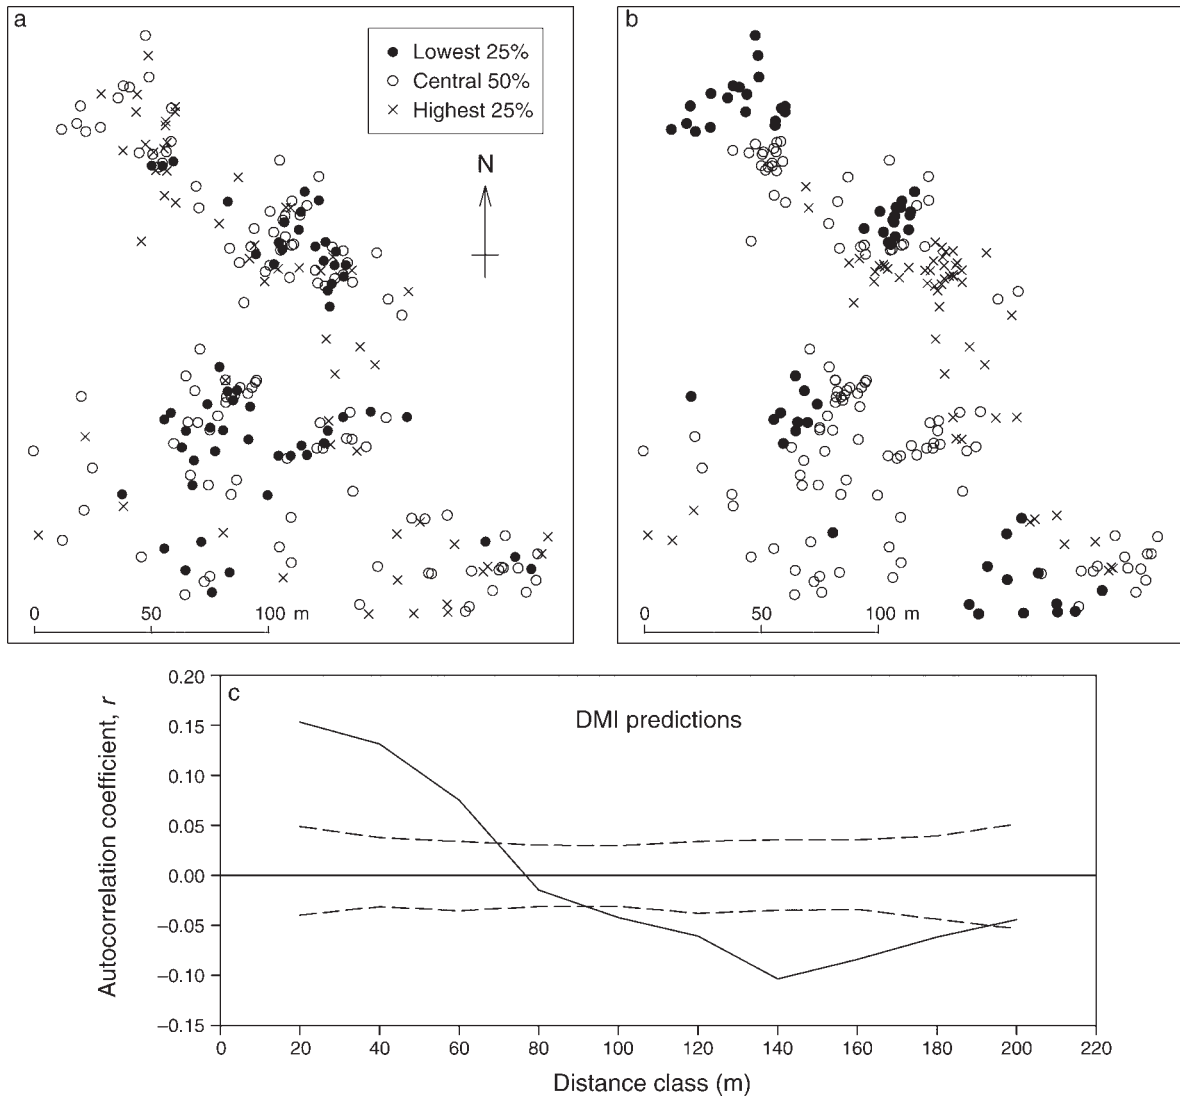 a
Lowest 25%
Central 50%
Highest 25%
N
0 50 100 m
b
0 50 100 m
c
DMI predictions
Autocorrelation coefficient, r
0.20
0.15
0.10
0.05
0.00
−0.05
−0.10
−0.15
0 20 40 60 80 100 120 140 160 180 200 220
Distance class (m)